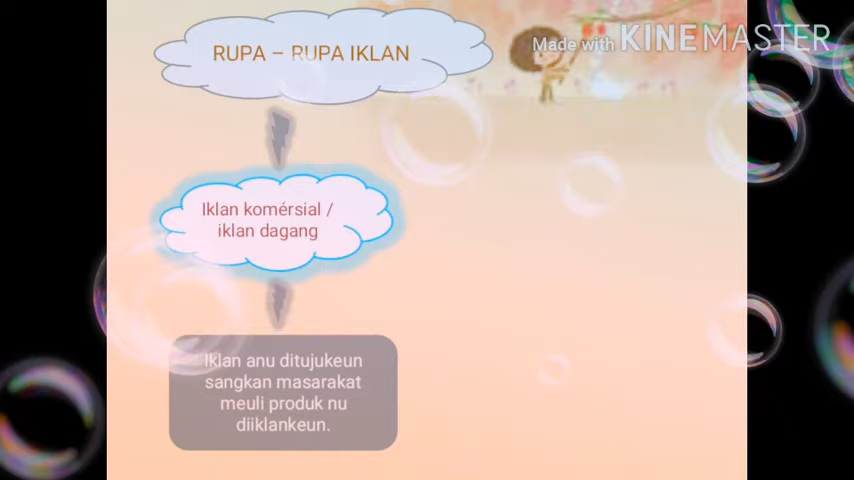 RUPA – RUPA IKLAN
Made with KINEMASTER
Iklan komérsial /
iklan dagang
Iklan anu ditujukeun
sangkan masarakat
meuli produk nu
diiklankeun.